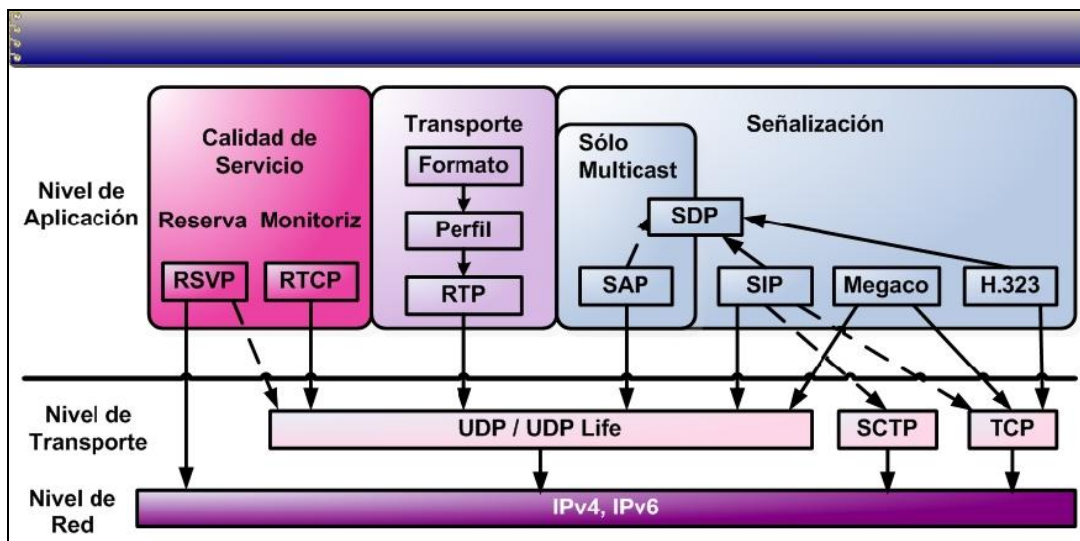 Calidad de
Servicio
Transporte
Señalización
Sólo
Multicast
Nivel de
Aplicación
Reserva
Monitoriz
Formato
Perfil
SDP
RSVP
RTCP
RTP
SAP
SIP
Megaco
H.323
Nivel de
Transporte
UDP / UDP Life
SCTP
TCP
Nivel de
Red
IPv4, IPv6